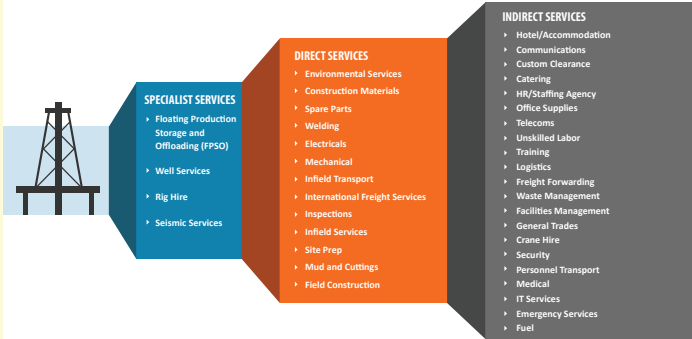 SPECIALIST SERVICES
Floating Production
Storage and
Offloading (FPSO)
Well Services
Rig Hire
Seismic Services
DIRECT SERVICES
Environmental Services
Construction Materials
Spare Parts
Welding
Electricals
Mechanical
Infield Transport
International Freight Services
Inspections
Infield Services
Site Prep
Mud and Cuttings
Field Construction
INDIRECT SERVICES
Hotel/Accommodation
Communications
Custom Clearance
Catering
HR/Staffing Agency
Office Supplies
Telecoms
Unskilled Labor
Training
Logistics
Freight Forwarding
Waste Management
Facilities Management
General Trades
Crane Hire
Security
Personnel Transport
Medical
IT Services
Emergency Services
Fuel